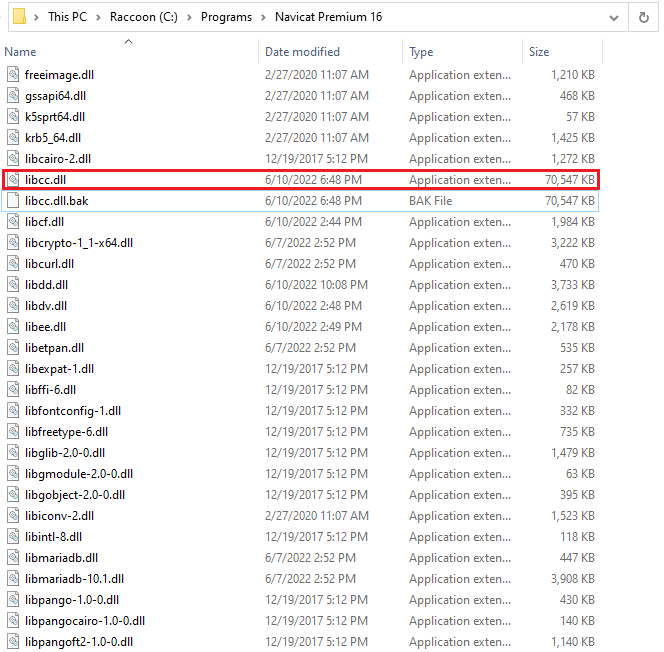 This PC > Raccoon (C:) > Programs > Navicat Premium 16
Name Date modified Type Size
freeimage.dll 2/27/2020 11:07 AM Application exten... 1,210 KB
gssapi64.dll 2/27/2020 11:07 AM Application exten... 468 KB
k5sprt64.dll 2/27/2020 11:07 AM Application exten... 57 KB
krb5_64.dll 2/27/2020 11:07 AM Application exten... 1,425 KB
libcairo-2.dll 12/19/2017 5:12 PM Application exten... 1,272 KB
libcc.dll 6/10/2022 6:48 PM Application exten... 70,547 KB
libcc.dll.bak 6/10/2022 6:48 PM BAK File 70,547 KB
libcf.dll 6/10/2022 2:44 PM Application exten... 1,984 KB
libcrypto-1_1-x64.dll 6/7/2022 2:52 PM Application exten... 3,222 KB
libcurl.dll 6/7/2022 2:52 PM Application exten... 470 KB
libdd.dll 6/10/2022 10:08 PM Application exten... 3,733 KB
libdv.dll 6/10/2022 2:48 PM Application exten... 2,619 KB
libee.dll 6/10/2022 2:49 PM Application exten... 2,178 KB
libetpan.dll 6/7/2022 2:52 PM Application exten... 535 KB
libexpat-1.dll 12/19/2017 5:12 PM Application exten... 257 KB
libffi-6.dll 12/19/2017 5:12 PM Application exten... 82 KB
libfontconfig-1.dll 12/19/2017 5:12 PM Application exten... 332 KB
libfreetype-6.dll 12/19/2017 5:12 PM Application exten... 735 KB
libglib-2.0-0.dll 12/19/2017 5:12 PM Application exten... 1,479 KB
libgmodule-2.0-0.dll 12/19/2017 5:12 PM Application exten... 63 KB
libgobject-2.0-0.dll 12/19/2017 5:12 PM Application exten... 395 KB
libiconv-2.dll 2/27/2020 11:07 AM Application exten... 1,523 KB
libintl-8.dll 12/19/2017 5:12 PM Application exten... 118 KB
libmariadb.dll 6/7/2022 2:52 PM Application exten... 447 KB
libmariadb-10.1.dll 6/7/2022 2:52 PM Application exten... 3,908 KB
libpango-1.0-0.dll 12/19/2017 5:12 PM Application exten... 430 KB
libpangocairo-1.0-0.dll 12/19/2017 5:12 PM Application exten... 140 KB
libpangoft2-1.0-0.dll 12/19/2017 5:12 PM Application exten... 1,140 KB